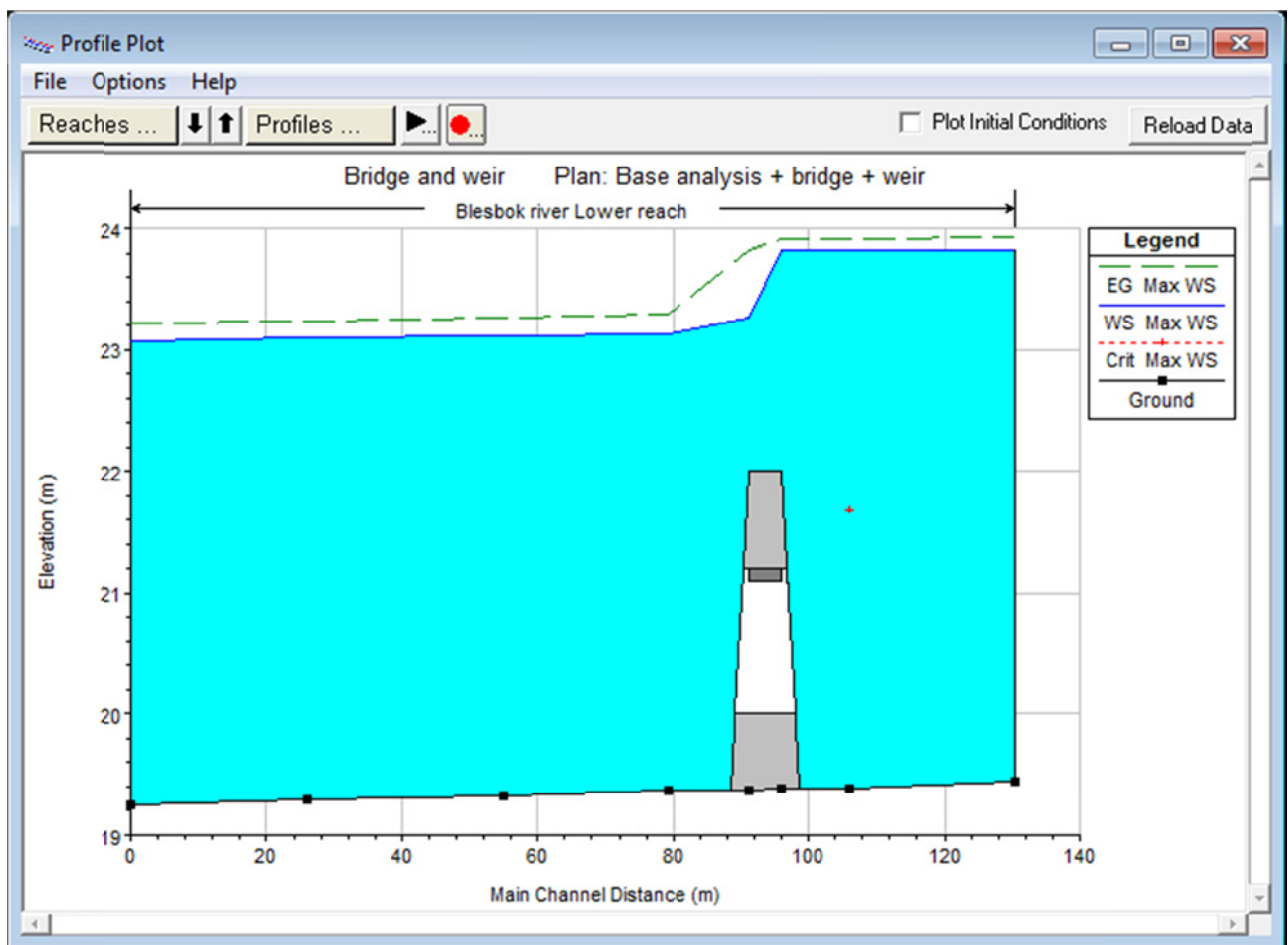 Profile Plot
File Options Help
Reaches ... Profiles ... Plot Initial Conditions Reload Data
Bridge and weir Plan: Base analysis + bridge + weir
Blesbok river Lower reach
24
23
22
21
20
19
Elevation (m)
0 20 40 60 80 100 120 140
Main Channel Distance (m)
Legend
EG Max WS
WS Max WS
Crit Max WS
Ground